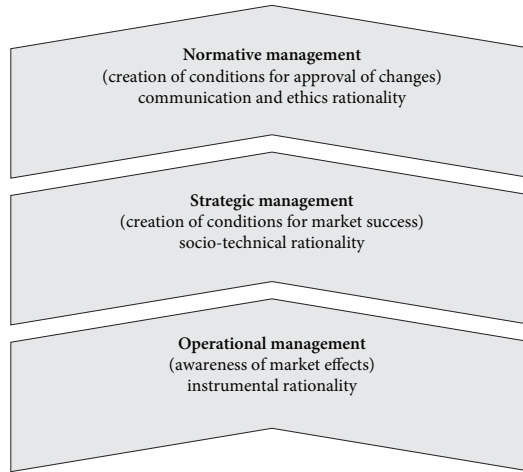 Normative management
(creation of conditions for approval of changes)
communication and ethics rationality
Strategic management
(creation of conditions for market success)
socio-technical rationality
Operational management
(awareness of market effects)
instrumental rationality